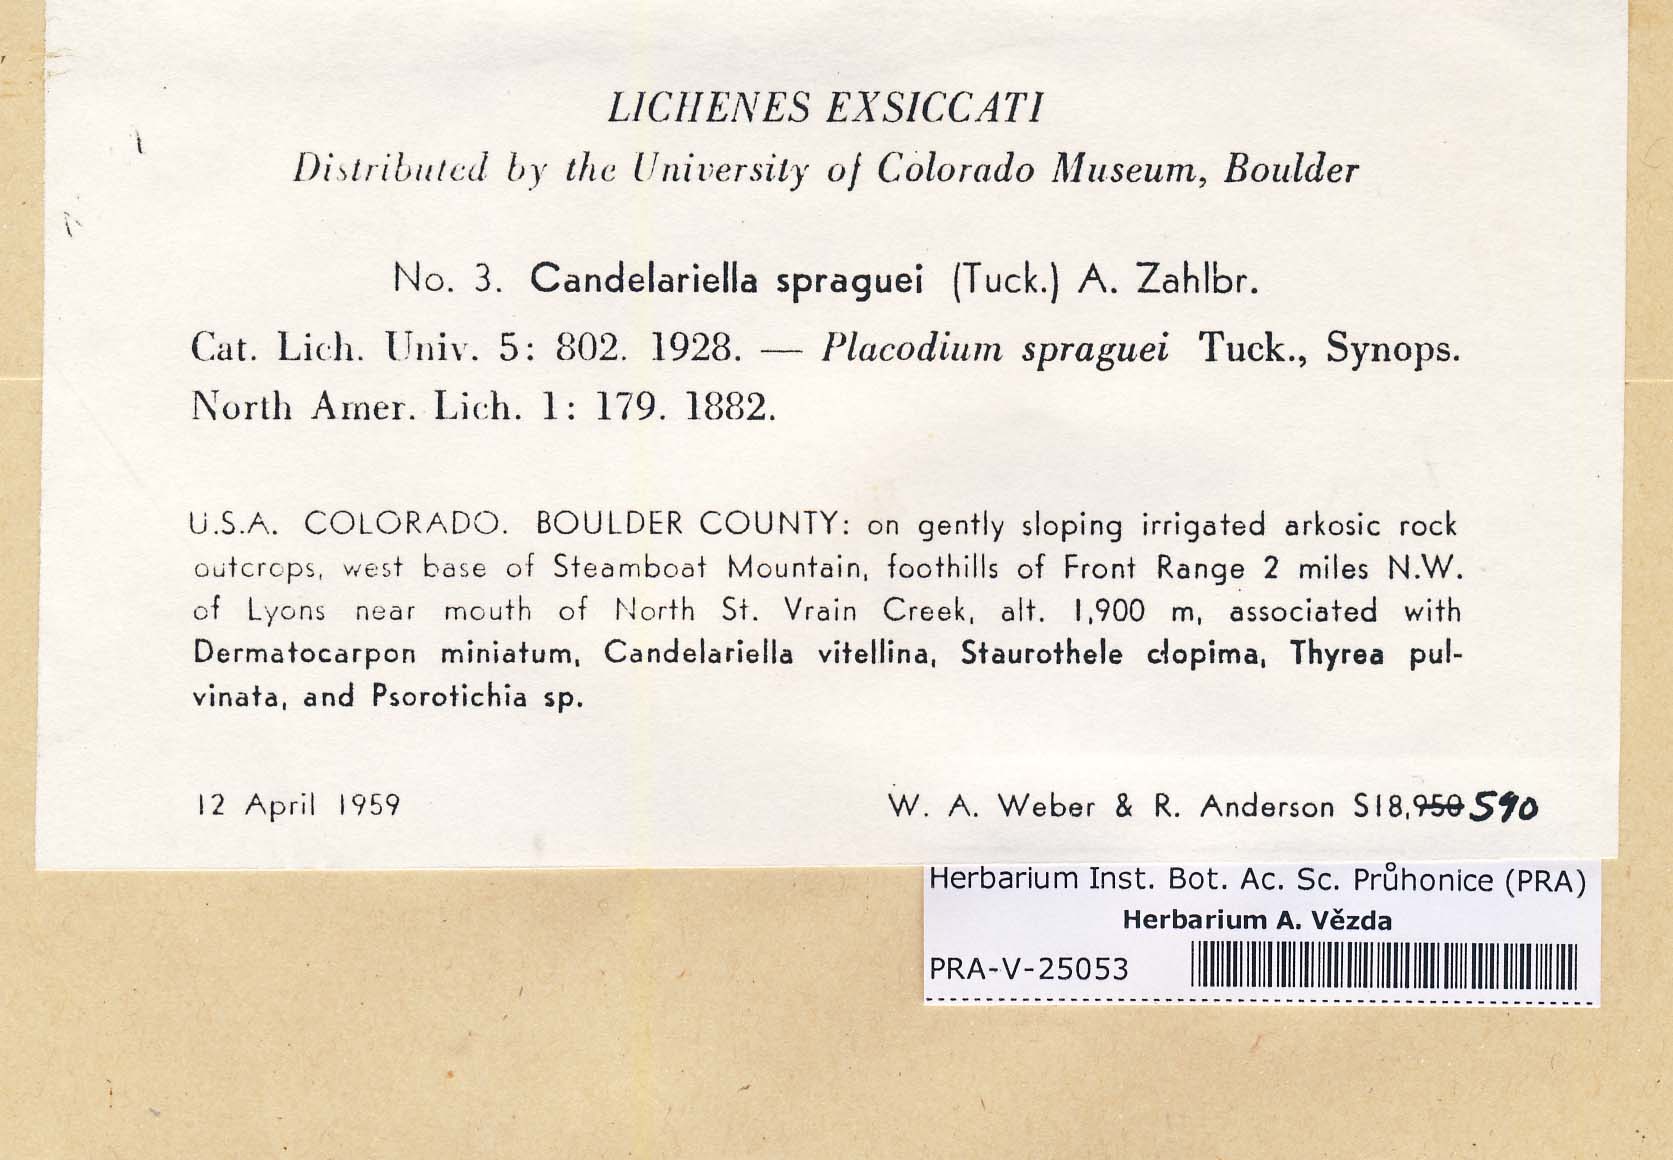 LICHENES EXSICCATI
Distributed by the University of Colorado Museum, Boulder
No. 3. Candelariella spraguei (Tuck.) A. Zahlbr.
Cat. Lich. Univ. 5: 802. 1928. — Placodium spraguei Tuck., Synops.
North Amer. Lich. 1: 179. 1882.
U.S.A. COLORADO. BOULDER COUNTY: on gently sloping irrigated arkosic rock
outcrops, west base of Steamboat Mountain, foothills of Front Range 2 miles N.W.
of Lyons near mouth of North St. Vrain Creek, alt. 1,900 m, associated with
Dermatocarpon miniatum, Candelariella vitellina, Staurothele clopima, Thyrea pul-
vinata, and Psorotichia sp.
12 April 1959
W. A. Weber & R. Anderson S18,950 590
Herbarium Inst. Bot. Ac. Sc. Průhonice (PRA)
Herbarium A. Vězda
PRA-V-25053